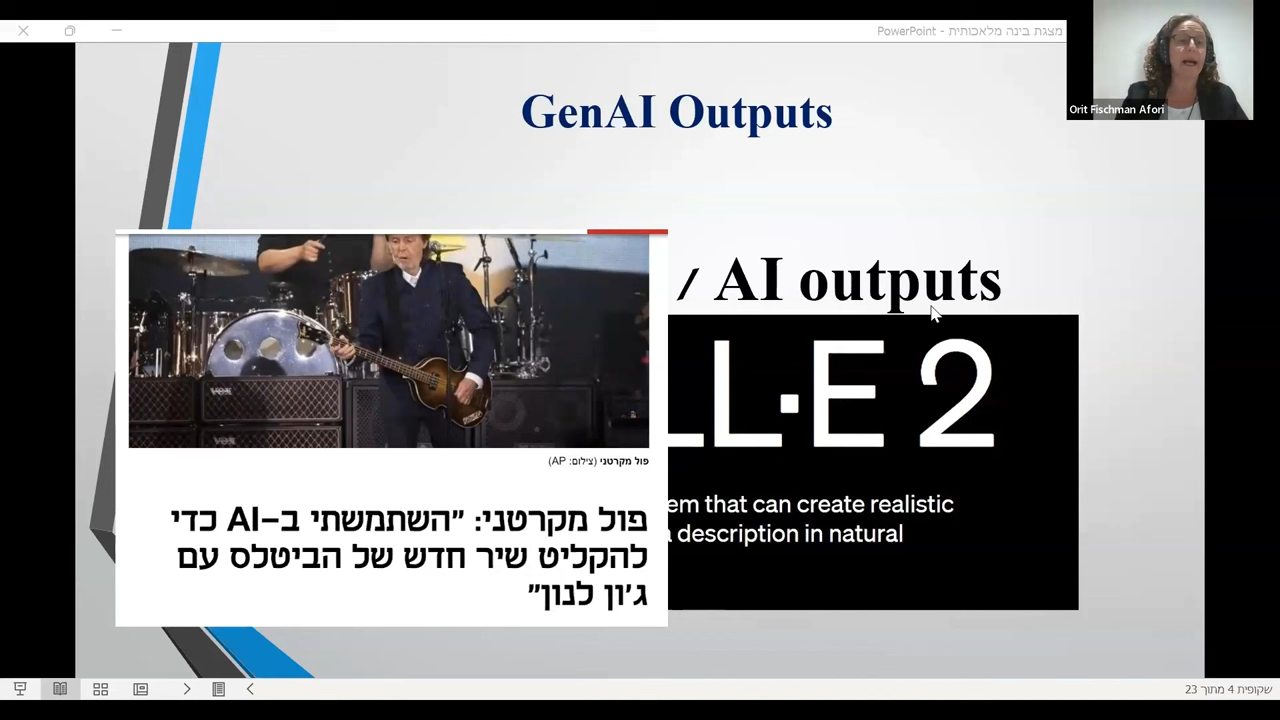 מצגת בינה מלאכותית - PowerPoint
Orit Fischman Afori
GenAI Outputs
/ AI outputs
LL·E 2
em that can create realistic
a description in natural
VOX
VOX
פול מקרטני (צילום: AP)
פול מקרטני: "השתמשתי ב-AI כדי
להקליט שיר חדש של הביטלס עם
ג'ון לנון"
שקופית 4 מתוך 23